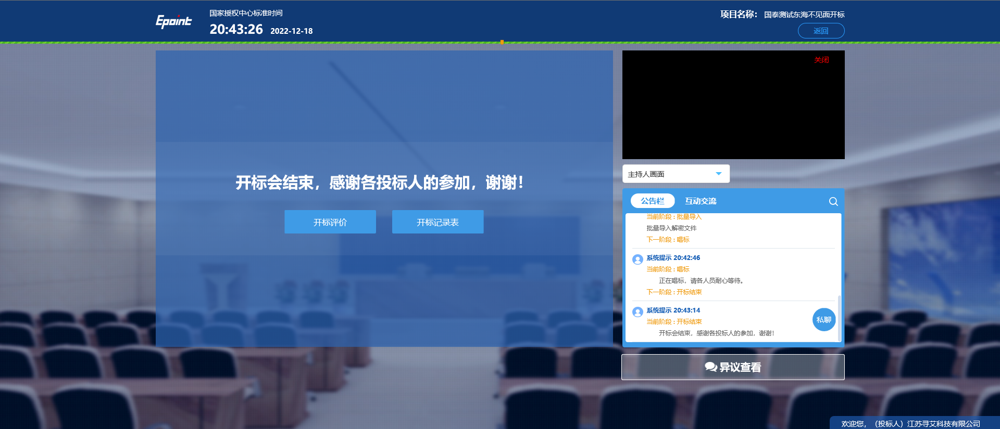 Epoint
国家授权中心标准时间
20:43:26 2022-12-18
项目名称： 国泰测试东海不见面开标
返回
关闭
开标会结束，感谢各投标人的参加，谢谢！
开标评价 开标记录表
主持人画面
公告栏 互动交流
当前阶段 : 批量导入
批量导入解密文件
下一阶段 : 唱标
系统提示 20:42:46
当前阶段 : 唱标
正在唱标，请各人员耐心等待。
下一阶段 : 开标结束
系统提示 20:43:14
当前阶段 : 开标结束
开标会结束，感谢各投标人的参加，谢谢！
私聊
异议查看
欢迎您，（投标人）江苏寻艾科技有限公司